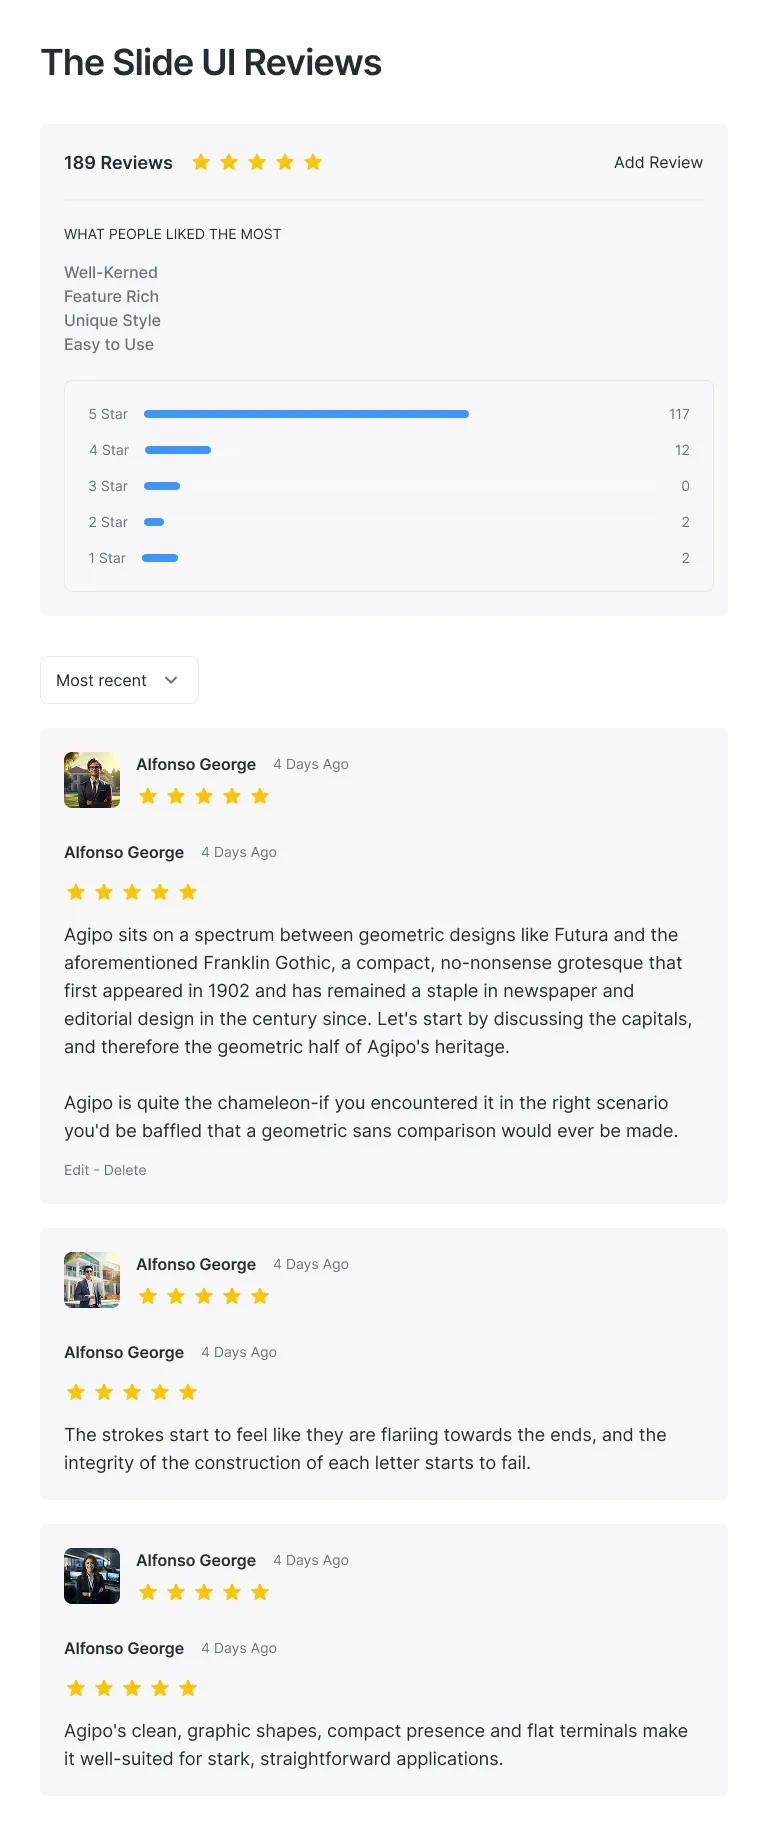 The Slide UI Reviews
189 Reviews
Add Review
WHAT PEOPLE LIKED THE MOST
Well-Kerned
Feature Rich
Unique Style
Easy to Use
5 Star 117
4 Star 12
3 Star 0
2 Star 2
1 Star 2
Most recent
Alfonso George 4 Days Ago
Alfonso George 4 Days Ago
Agipo sits on a spectrum between geometric designs like Futura and the
aforementioned Franklin Gothic, a compact, no-nonsense grotesque that
first appeared in 1902 and has remained a staple in newspaper and
editorial design in the century since. Let's start by discussing the capitals,
and therefore the geometric half of Agipo's heritage.
Agipo is quite the chameleon-if you encountered it in the right scenario
you'd be baffled that a geometric sans comparison would ever be made.
Edit - Delete
Alfonso George 4 Days Ago
Alfonso George 4 Days Ago
The strokes start to feel like they are flariing towards the ends, and the
integrity of the construction of each letter starts to fail.
Alfonso George 4 Days Ago
Alfonso George 4 Days Ago
Agipo's clean, graphic shapes, compact presence and flat terminals make
it well-suited for stark, straightforward applications.